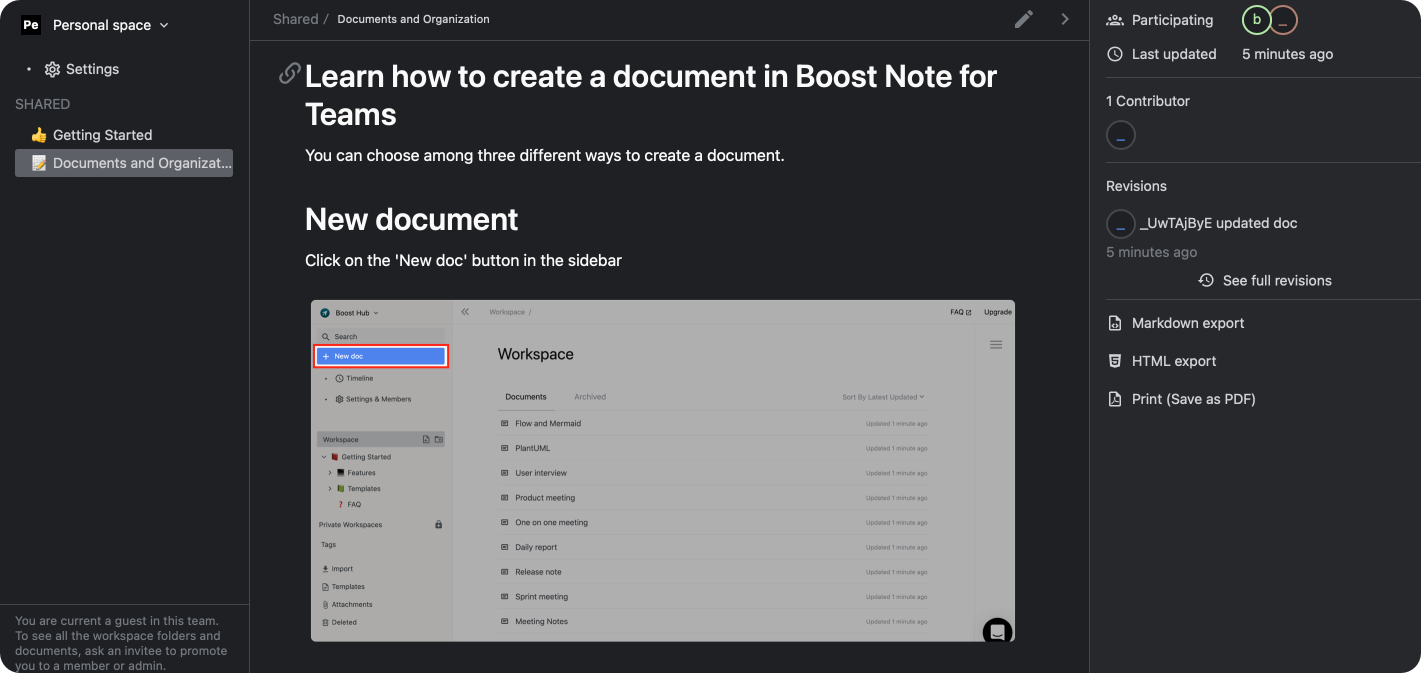 Pe Personal space
Settings
SHARED
👍 Getting Started
📝 Documents and Organizat...
You are current a guest in this team.
To see all the workspace folders and
documents, ask an invitee to promote
you to a member or admin.
Shared / Documents and Organization
Learn how to create a document in Boost Note for
Teams
You can choose among three different ways to create a document.
New document
Click on the 'New doc' button in the sidebar
Boost Hub
Search
+ New doc
Timeline
Settings & Members
Workspace
Getting Started
Features
Templates
❓ FAQ
Private Workspaces
Tags
Import
Templates
Attachments
Deleted
Workspace /
FAQ
Upgrade
Workspace
Documents
Archived
Sort By Latest Updated
Flow and Mermaid Updated 1 minute ago
PlantUML Updated 1 minute ago
User interview Updated 1 minute ago
Product meeting Updated 1 minute ago
One on one meeting Updated 1 minute ago
Daily report Updated 1 minute ago
Release note Updated 1 minute ago
Sprint meeting Updated 1 minute ago
Meeting Notes Updated 1 minute ago
Participating b _
Last updated 5 minutes ago
1 Contributor
_
Revisions
_ _UwTAjByE updated doc
5 minutes ago
See full revisions
Markdown export
HTML export
Print (Save as PDF)